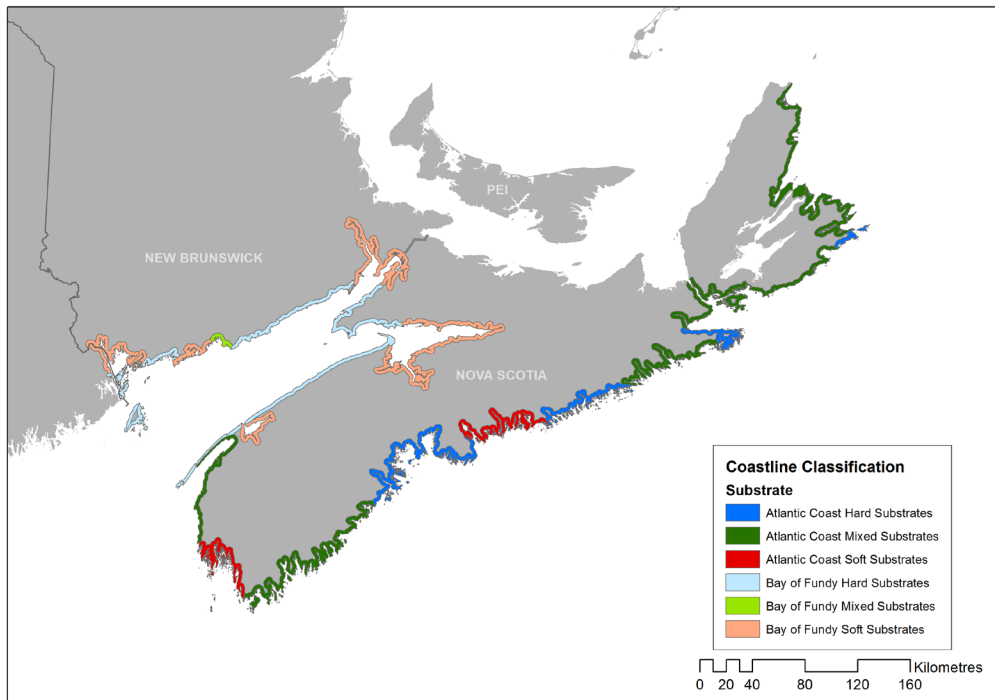 PEI
NEW BRUNSWICK
NOVA SCOTIA
Coastline Classification
Substrate
Atlantic Coast Hard Substrates
Atlantic Coast Mixed Substrates
Atlantic Coast Soft Substrates
Bay of Fundy Hard Substrates
Bay of Fundy Mixed Substrates
Bay of Fundy Soft Substrates
Kilometres
0 20 40 80 120 160